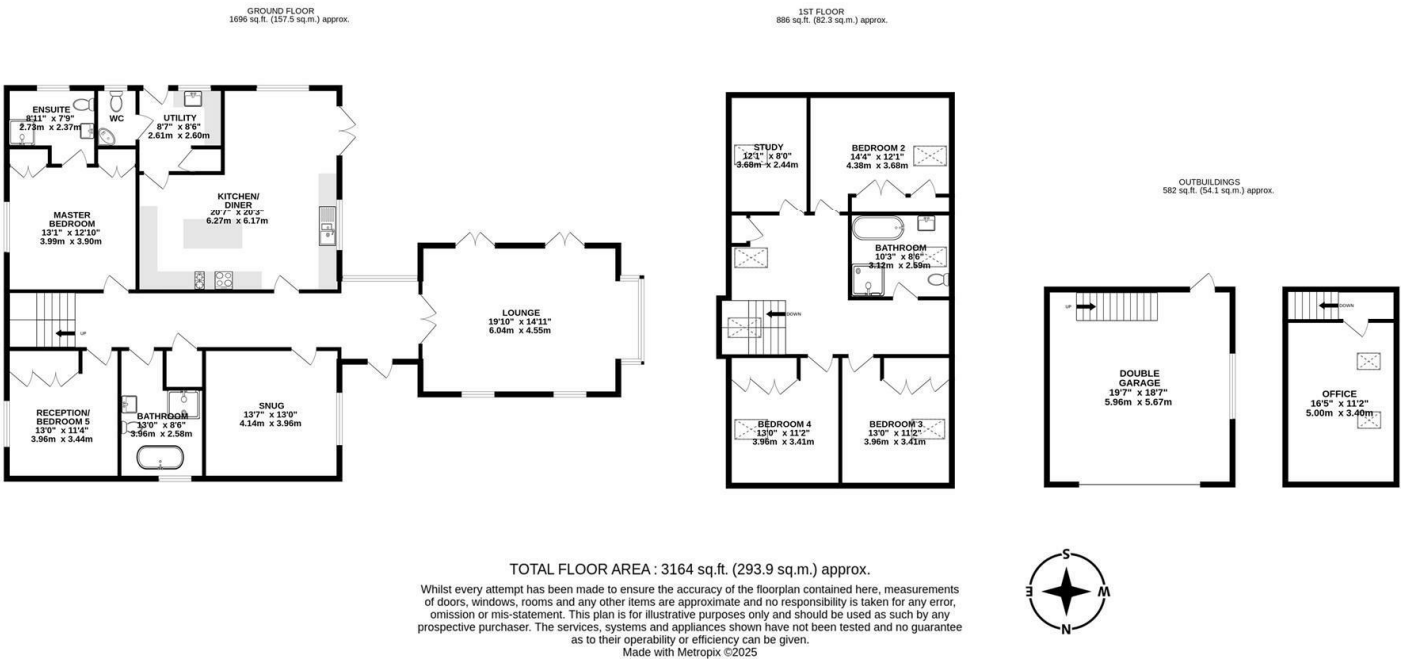 GROUND FLOOR
1696 sq.ft. (157.5 sq.m.) approx.
ENSUITE
8'11" x 7'9"
2.73m x 2.37m
WC
UTILITY
8'7" x 8'6"
2.61m x 2.60m
KITCHEN/
DINER
20'7" x 20'3"
6.27m x 6.17m
MASTER
BEDROOM
13'1" x 12'10"
3.99m x 3.90m
UP
LOUNGE
19'10" x 14'11"
6.04m x 4.55m
RECEPTION/
BEDROOM 5
13'0" x 11'4"
3.96m x 3.44m
BATHROOM
13'0" x 8'6"
3.96m x 2.58m
SNUG
13'7" x 13'0"
4.14m x 3.96m
1ST FLOOR
886 sq.ft. (82.3 sq.m.) approx.
STUDY
12'1" x 8'0"
3.68m x 2.44m
BEDROOM 2
14'4" x 12'1"
4.38m x 3.68m
BATHROOM
10'3" x 8'6"
3.12m x 2.59m
DOWN
BEDROOM 4
13'0" x 11'2"
3.96m x 3.41m
BEDROOM 3
13'0" x 11'2"
3.96m x 3.41m
OUTBUILDINGS
582 sq.ft. (54.1 sq.m.) approx.
UP
DOUBLE
GARAGE
19'7" x 18'7"
5.96m x 5.67m
DOWN
OFFICE
16'5" x 11'2"
5.00m x 3.40m
TOTAL FLOOR AREA : 3164 sq.ft. (293.9 sq.m.) approx.
Whilst every attempt has been made to ensure the accuracy of the floorplan contained here, measurements
of doors, windows, rooms and any other items are approximate and no responsibility is taken for any error,
omission or mis-statement. This plan is for illustrative purposes only and should be used as such by any
prospective purchaser. The services, systems and appliances shown have not been tested and no guarantee
as to their operability or efficiency can be given.
Made with Metropix ©2025
S
E
W
N